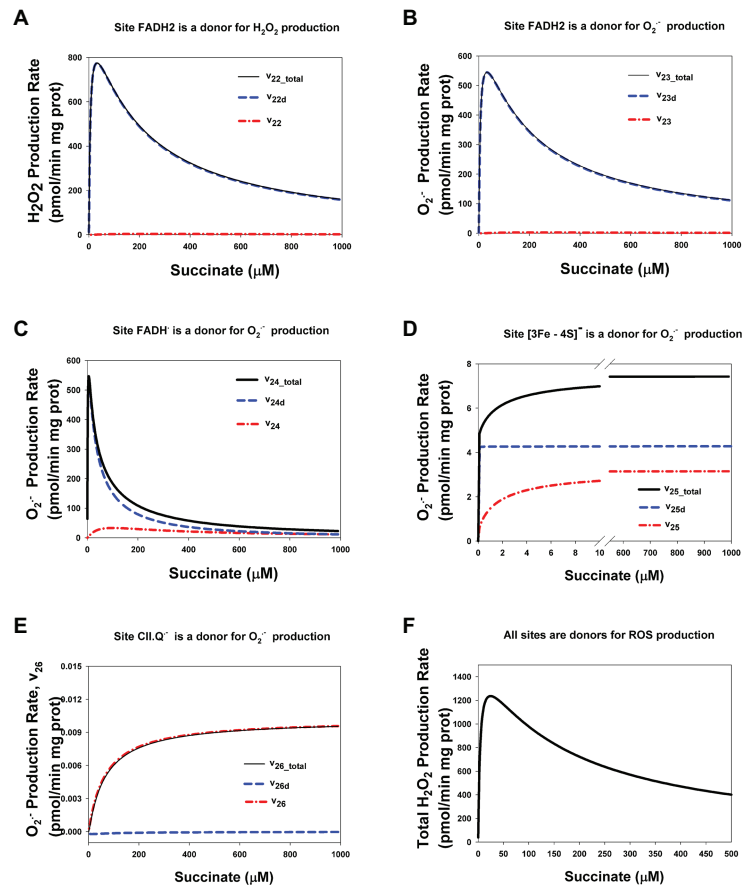 A
Site FADH2 is a donor for H2O2 production
H2O2 Production Rate
(pmol/min mg prot)
800
600
400
200
0
v22_total
v22d
v22
0 200 400 600 800 1000
Succinate (µM)
B
Site FADH2 is a donor for O2·- production
O2·- Production Rate
(pmol/min mg prot)
600
500
400
300
200
100
0
v23_total
v23d
v23
0 200 400 600 800 1000
Succinate (µM)
C
Site FADH· is a donor for O2·- production
O2·- Production Rate
(pmol/min mg prot)
600
500
400
300
200
100
0
v24_total
v24d
v24
0 200 400 600 800 1000
Succinate (µM)
D
Site [3Fe - 4S]- is a donor for O2·- production
O2·- Production Rate
(pmol/min mg prot)
8
6
4
2
0
v25_total
v25d
v25
0 2 4 6 8 10 600 700 800 900 1000
Succinate (µM)
E
Site CII.Q·- is a donor for O2·- production
O2·- Production Rate, v26
(pmol/min mg prot)
0.015
0.012
0.009
0.006
0.003
0.000
v26_total
v26d
v26
0 200 400 600 800 1000
Succinate (µM)
F
All sites are donors for ROS production
Total H2O2 Production Rate
(pmol/min mg prot)
1400
1200
1000
800
600
400
200
0
0 50 100 150 200 250 300 350 400 450 500
Succinate (µM)